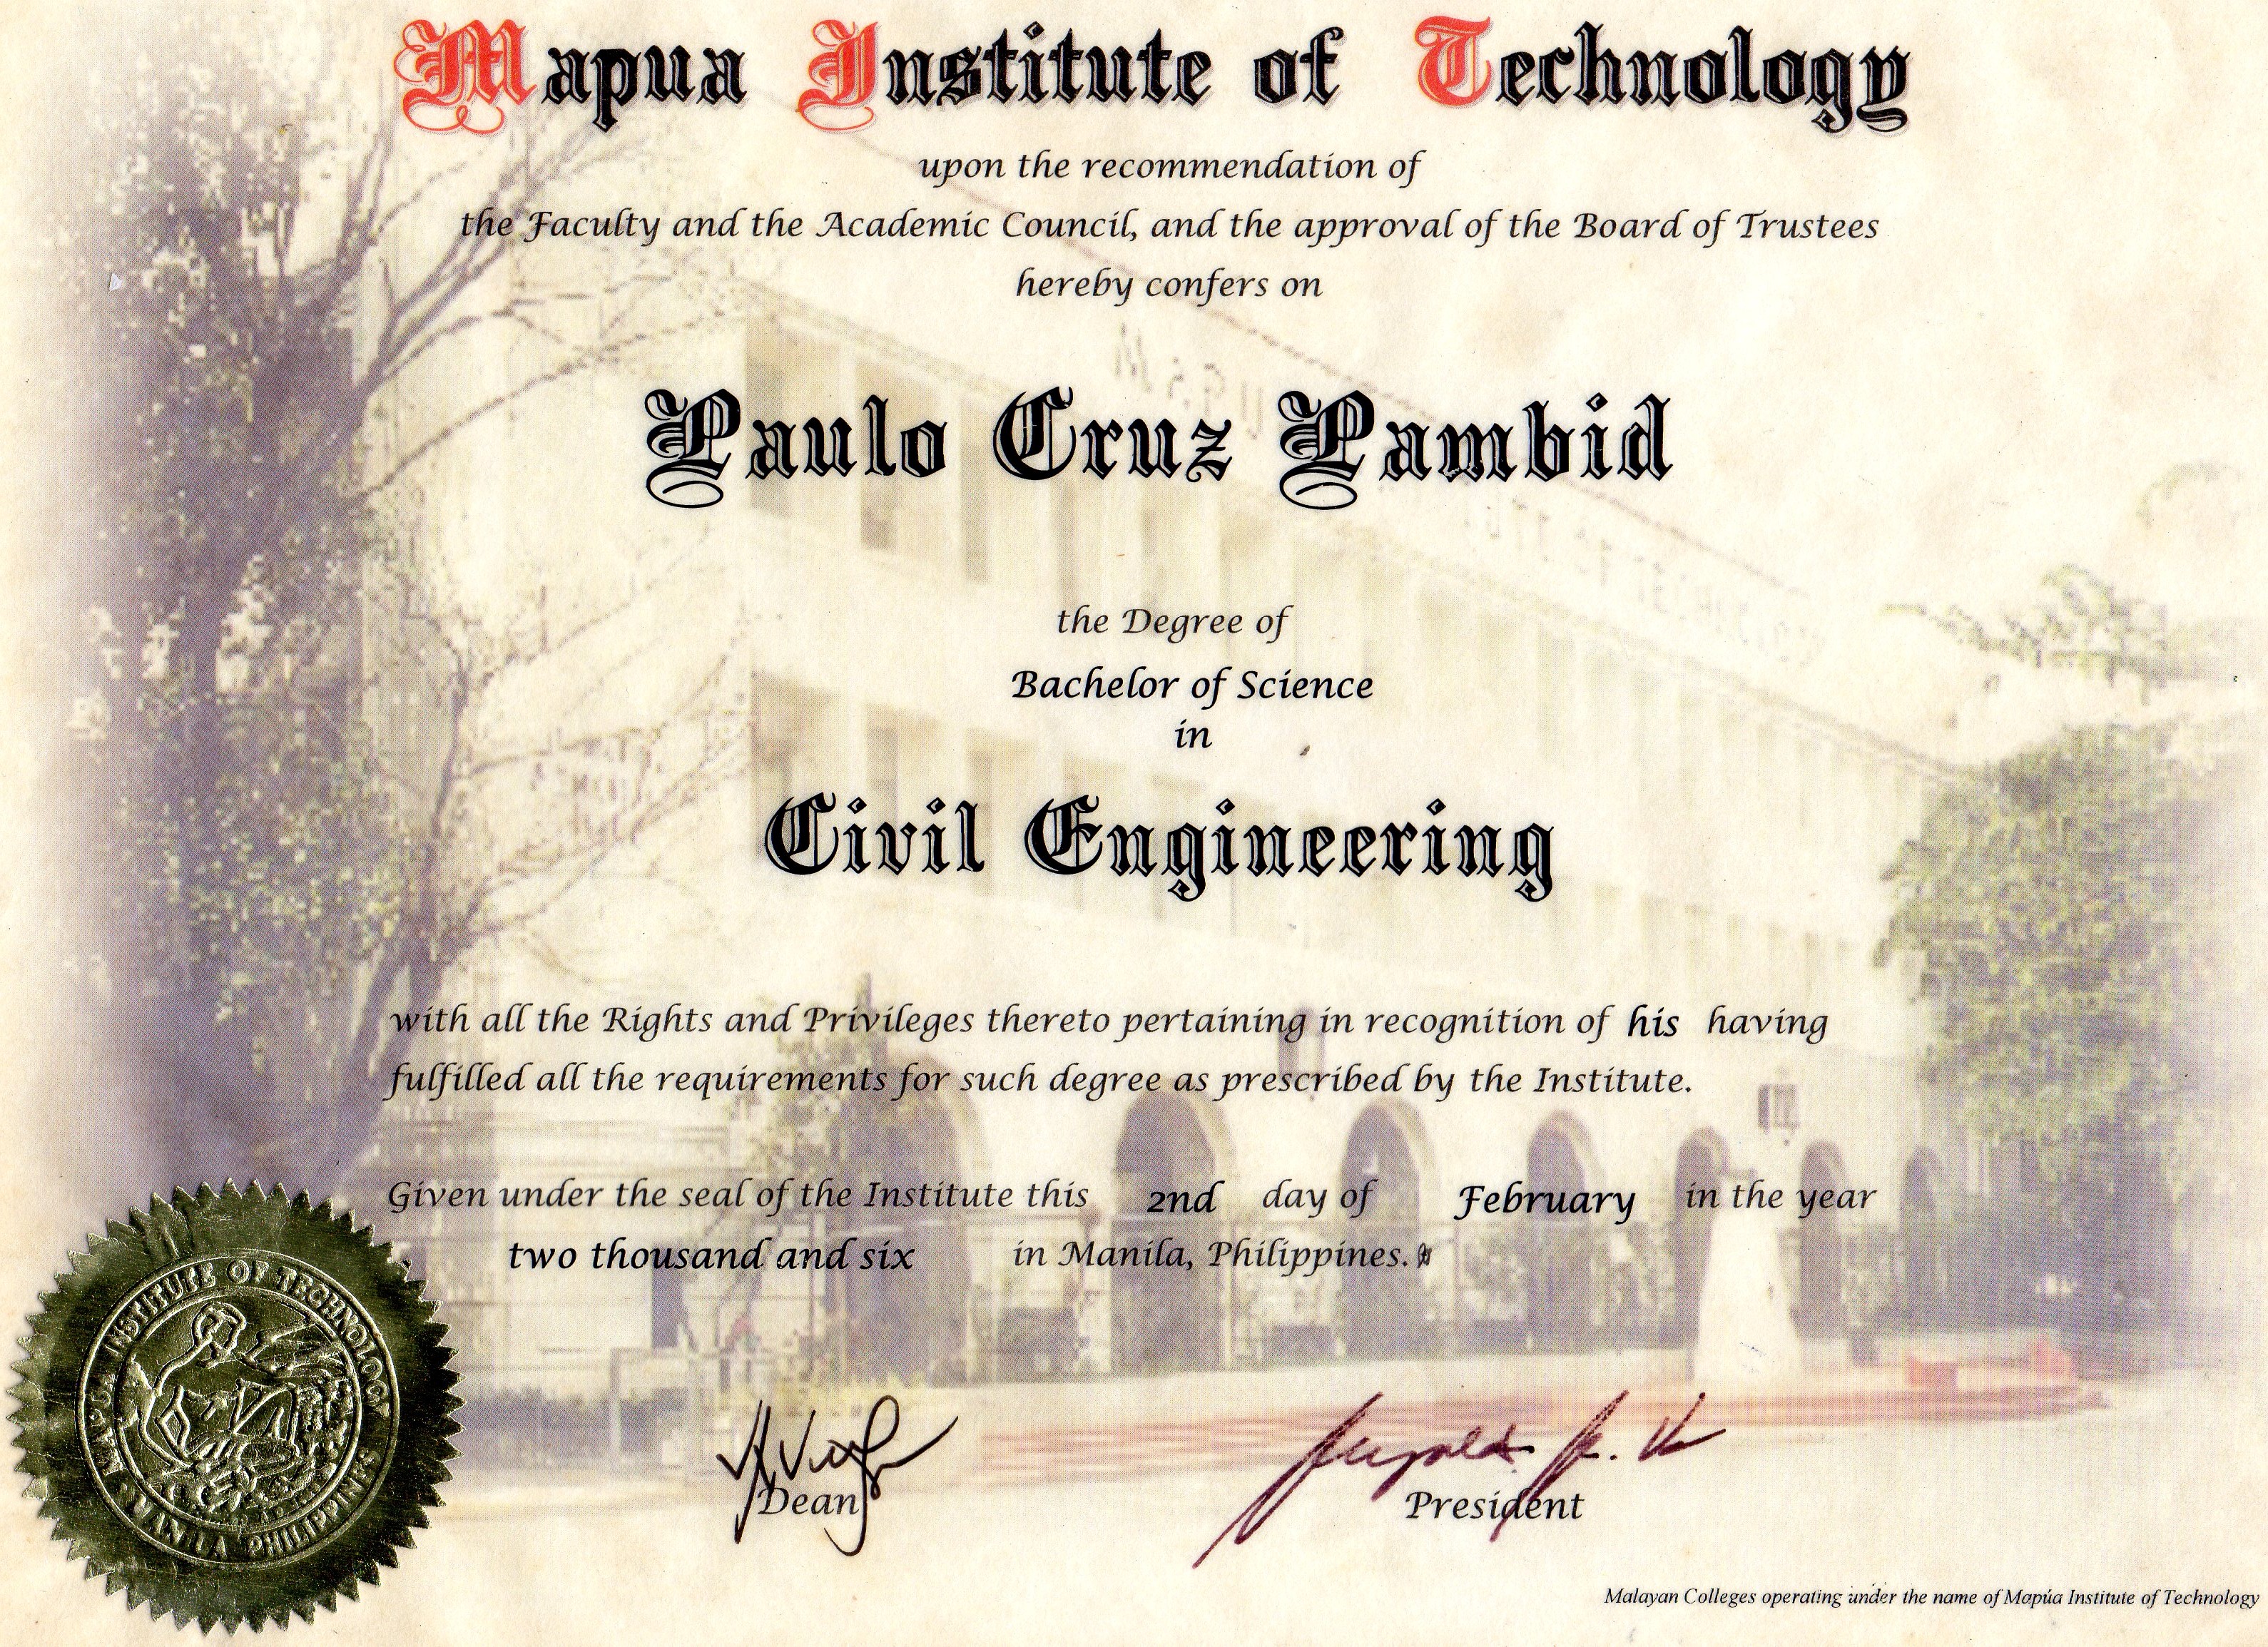 Mapua Institute of Technology
upon the recommendation of
the Faculty and the Academic Council, and the approval of the Board of Trustees
hereby confers on
Paulo Cruz Pambid
the Degree of
Bachelor of Science
in
Civil Engineering
with all the Rights and Privileges thereto pertaining in recognition of his having
fulfilled all the requirements for such degree as prescribed by the Institute.
Given under the seal of the Institute this 2nd day of February in the year
two thousand and six in Manila, Philippines.
MAPUA INSTITUTE OF TECHNOLOGY
MANILA PHILIPPINES
Dean
President
Malayan Colleges operating under the name of Mapúa Institute of Technology